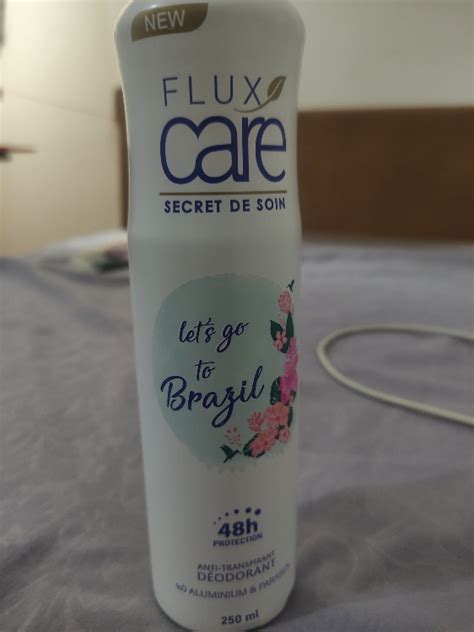 NEW
FLUX
care
SECRET DE SOIN
let's go
to
Brazil
48h
PROTECTION
ANTI-TRANSPIRANT
DÉODORANT
NO ALUMINIUM & PARABEN
250 ml